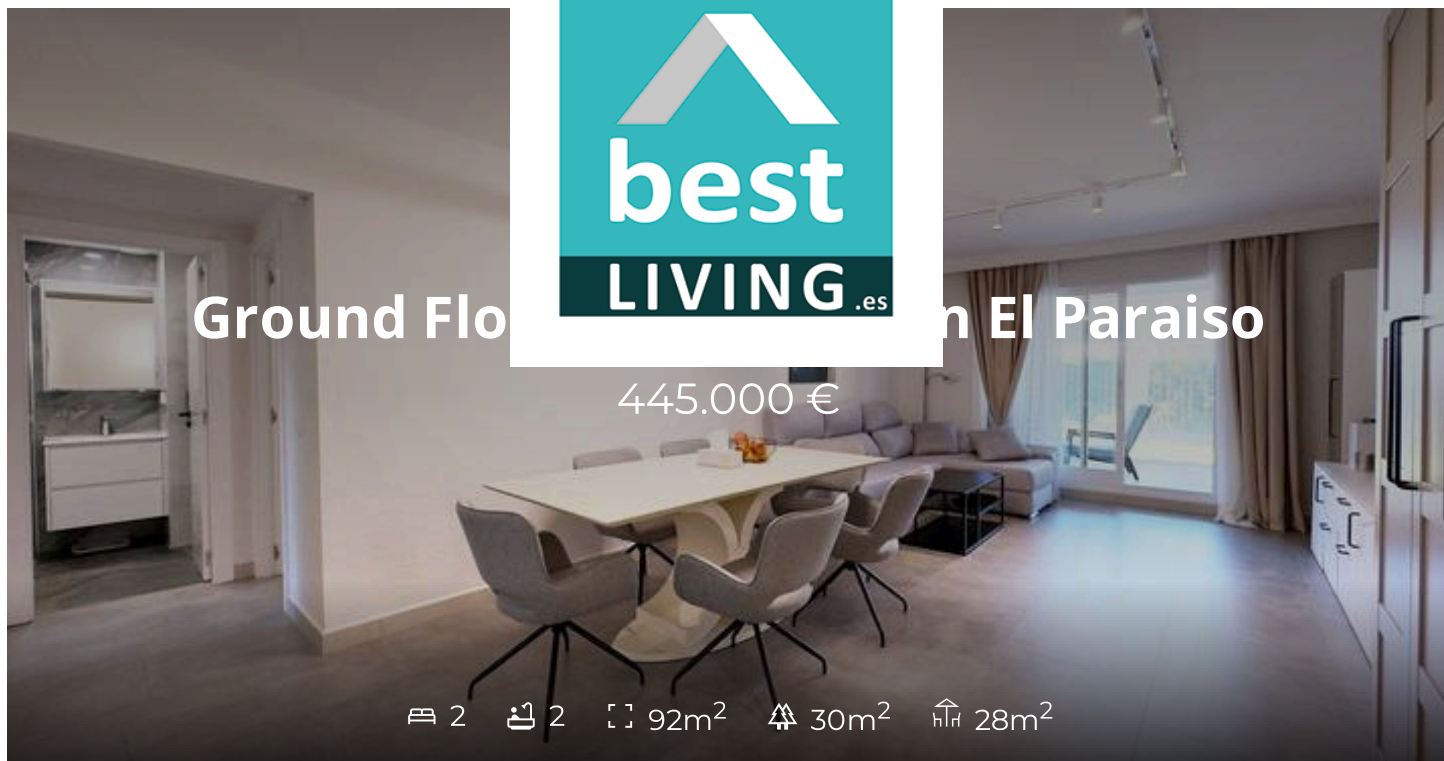 best
LIVING.es
Ground Flo n El Paraiso
445.000 €
2 2 92m² 30m² 28m²